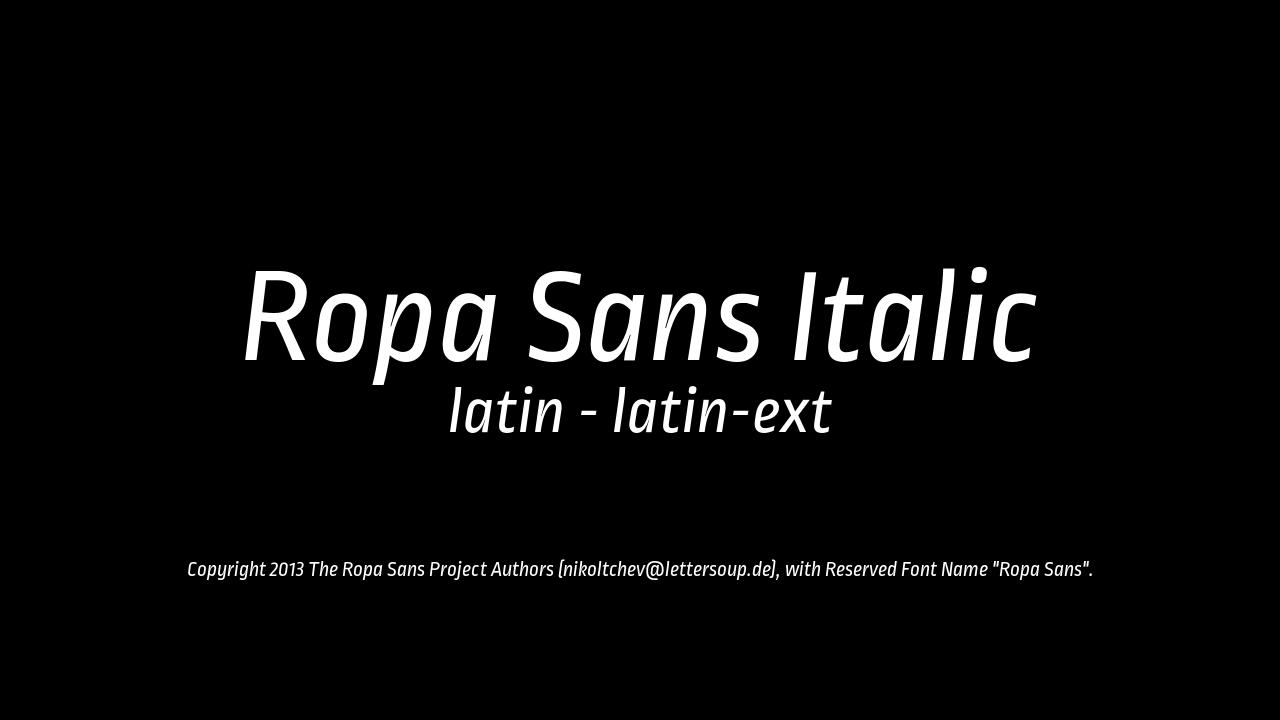 Ropa Sans Italic
latin - latin-ext
Copyright 2013 The Ropa Sans Project Authors (nikoltchev@lettersoup.de), with Reserved Font Name "Ropa Sans".